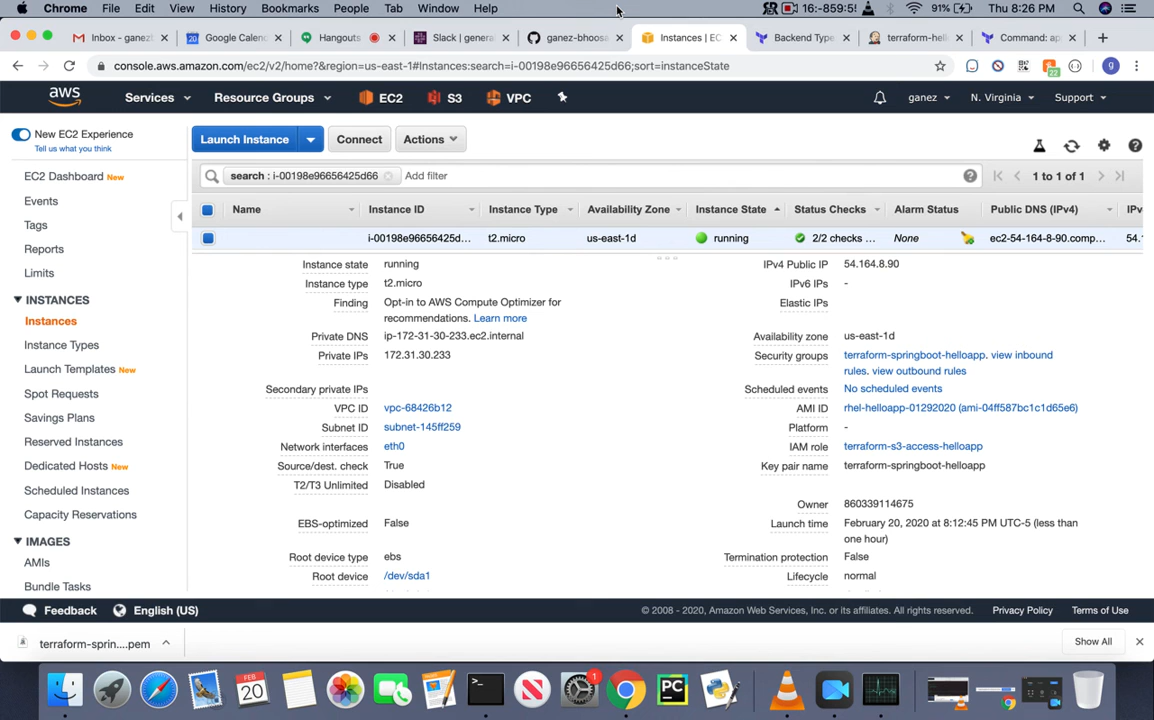 Chrome File Edit View History Bookmarks People Tab Window Help 16:-859:5 91% Thu 8:26 PM
Inbox - ganezb Google Calen Hangouts Slack | general ganez-bhoosa Instances | EC Backend Type terraform-hell Command: ap
console.aws.amazon.com/ec2/v2/home?&region=us-east-1#Instances:search=i-00198e96656425d66;sort=instanceState 22 g
aws Services Resource Groups EC2 S3 VPC ganez N. Virginia Support
New EC2 Experience
Tell us what you think
Launch Instance Connect Actions
EC2 Dashboard New
Events
Tags
Reports
Limits
INSTANCES
Instances
Instance Types
Launch Templates New
Spot Requests
Savings Plans
Reserved Instances
Dedicated Hosts New
Scheduled Instances
Capacity Reservations
IMAGES
AMIs
Bundle Tasks
search : i-00198e96656425d66 Add filter 1 to 1 of 1
Name Instance ID Instance Type Availability Zone Instance State Status Checks Alarm Status Public DNS (IPv4) IPv
i-00198e96656425d... t2.micro us-east-1d running 2/2 checks ... None ec2-54-164-8-90.comp... 54.
Instance state running
Instance type t2.micro
Finding Opt-in to AWS Compute Optimizer for
recommendations. Learn more
Private DNS ip-172-31-30-233.ec2.internal
Private IPs 172.31.30.233
Secondary private IPs
VPC ID vpc-68426b12
Subnet ID subnet-145ff259
Network interfaces eth0
Source/dest. check True
T2/T3 Unlimited Disabled
EBS-optimized False
Root device type ebs
Root device /dev/sda1
IPv4 Public IP 54.164.8.90
IPv6 IPs -
Elastic IPs
Availability zone us-east-1d
Security groups terraform-springboot-helloapp. view inbound
rules. view outbound rules
Scheduled events No scheduled events
AMI ID rhel-helloapp-01292020 (ami-04ff587bc1c1d65e6)
Platform -
IAM role terraform-s3-access-helloapp
Key pair name terraform-springboot-helloapp
Owner 860339114675
Launch time February 20, 2020 at 8:12:45 PM UTC-5 (less than
one hour)
Termination protection False
Lifecycle normal
Feedback English (US) © 2008 - 2020, Amazon Web Services, Inc. or its affiliates. All rights reserved. Privacy Policy Terms of Use
terraform-sprin....pem Show All
FEB
20
1
PC